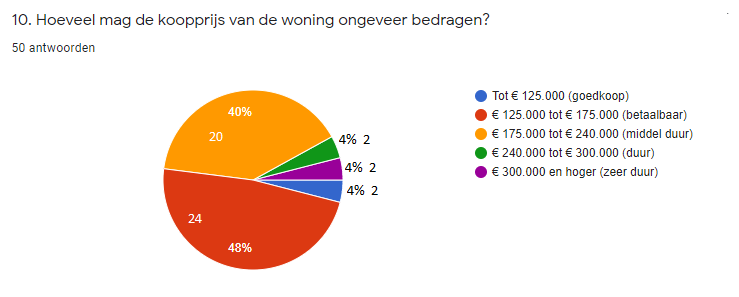 10. Hoeveel mag de koopprijs van de woning ongeveer bedragen?
50 antwoorden
40%
20
4% 2
4% 2
4% 2
24
48%
Tot € 125.000 (goedkoop)
€ 125.000 tot € 175.000 (betaalbaar)
€ 175.000 tot € 240.000 (middel duur)
€ 240.000 tot € 300.000 (duur)
€ 300.000 en hoger (zeer duur)